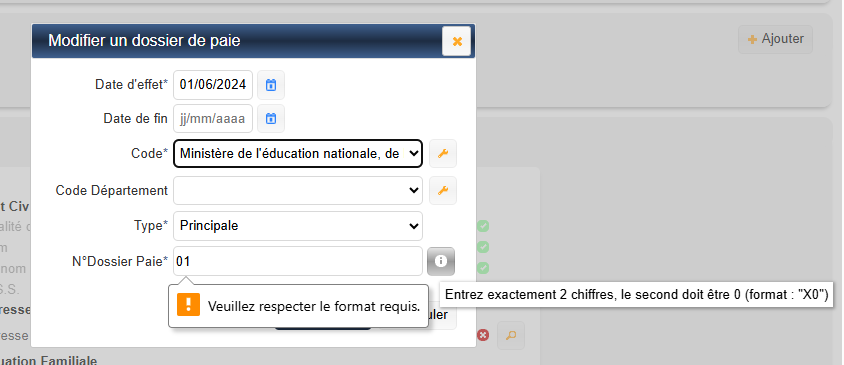 Modifier un dossier de paie
Ajouter
Date d'effet* 01/06/2024
Date de fin jj/mm/aaaa
Code* Ministère de l'éducation nationale, de
Code Département
Type* Principale
N°Dossier Paie* 01
Entrez exactement 2 chiffres, le second doit être 0 (format : "X0")
Veuillez respecter le format requis.
uler
t Civ
alité d
m
nom
S.S.
resse
resse
uation Familiale